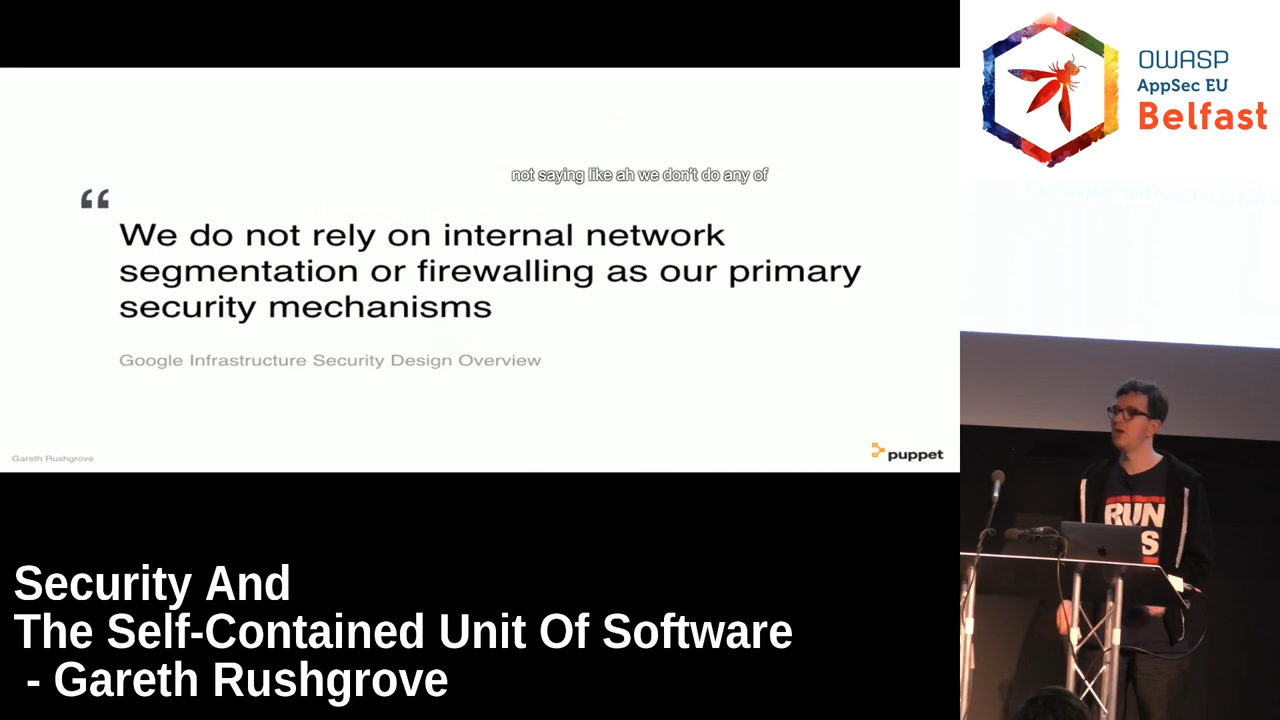 not saying like ah we don't do any of
“
We do not rely on internal network
segmentation or firewalling as our primary
security mechanisms
Google Infrastructure Security Design Overview
Gareth Rushgrove
puppet
OWASP
AppSec EU
Belfast
RUN
S
Security And
The Self-Contained Unit Of Software
- Gareth Rushgrove